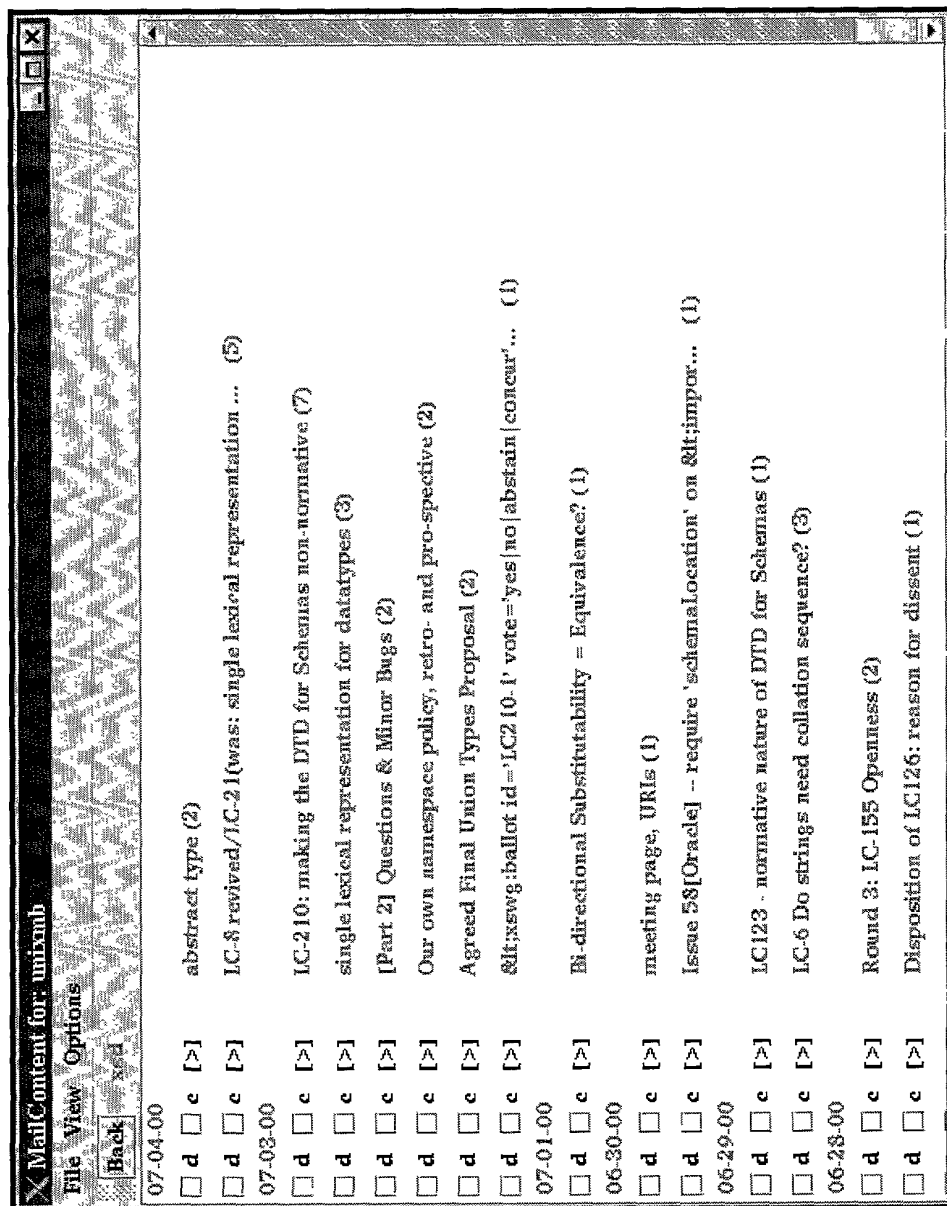 MailContent for: unixmb
File View Options
Back xsd
07-04-00
d c [>] abstract type (2)
d c [>] LC-8 revived/LC-21(was: single lexical representation ... (5)
07-03-00
d c [>] LC-210: making the DTD for Schemas non-normative (7)
d c [>] single lexical representation for datatypes (3)
d c [>] [Part 2] Questions & Minor Bugs (2)
d c [>] Our own namespace policy, retro- and pro-spective (2)
d c [>] Agreed Final Union Types Proposal (2)
d c [>] &lt;xswg:ballot id='LC210-1' vote='yes|no|abstain|concur'... (1)
07-01-00
d c [>] Bi-directional Substitutability = Equivalence? (1)
06-30-00
d c [>] meeting page, URIs (1)
d c [>] Issue 58[Oracle] -- require `schemaLocation` on &lt;impor... (1)
06-29-00
d c [>] LC123 - normative nature of DTD for Schemas (1)
d c [>] LC-6 Do strings need collation sequence? (3)
06-28-00
d c [>] Round 3: LC-155 Openness (2)
d c [>] Disposition of LC126: reason for dissent (1)